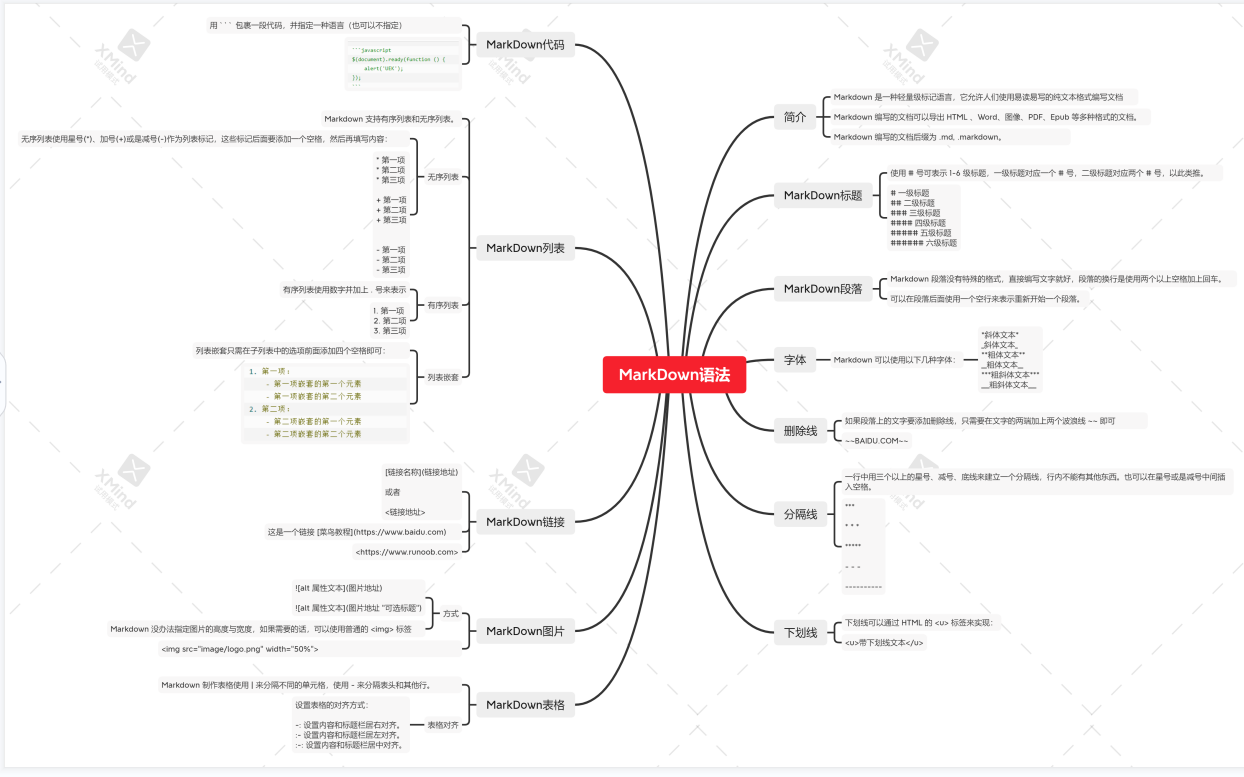 MarkDown语法
简介
Markdown 是一种轻量级标记语言，它允许人们使用易读易写的纯文本格式编写文档
Markdown 编写的文档可以导出 HTML 、Word、图像、PDF、Epub 等多种格式的文档。
Markdown 编写的文档后缀为 .md, .markdown。
MarkDown标题
使用 # 号可表示 1-6 级标题，一级标题对应一个 # 号，二级标题对应两个 # 号，以此类推。
# 一级标题
## 二级标题
### 三级标题
#### 四级标题
##### 五级标题
###### 六级标题
MarkDown段落
Markdown 段落没有特殊的格式，直接编写文字就好，段落的换行是使用两个以上空格加上回车。
可以在段落后面使用一个空行来表示重新开始一个段落。
字体
Markdown 可以使用以下几种字体：
*斜体文本*
_斜体文本_
**粗体文本**
__粗体文本__
***粗斜体文本***
___粗斜体文本___
删除线
如果段落上的文字要添加删除线，只需要在文字的两端加上两个波浪线 ~~ 即可
~~BAIDU.COM~~
分隔线
一行中用三个以上的星号、减号、底线来建立一个分隔线，行内不能有其他东西。也可以在星号或是减号中间插
入空格。
***
* * *
*****
- - -
----------
下划线
下划线可以通过 HTML 的 <u> 标签来实现：
<u>带下划线文本</u>
MarkDown代码
用 ``` 包裹一段代码，并指定一种语言（也可以不指定）
```javascript
$(document).ready(function () {
alert('HEX');
});
```
MarkDown列表
Markdown 支持有序列表和无序列表。
无序列表
无序列表使用星号(*)、加号(+)或是减号(-)作为列表标记，这些标记后面要添加一个空格，然后再填写内容：
* 第一项
* 第二项
* 第三项
+ 第一项
+ 第二项
+ 第三项
- 第一项
- 第二项
- 第三项
有序列表
有序列表使用数字并加上 . 号来表示
1. 第一项
2. 第二项
3. 第三项
列表嵌套
列表嵌套只需在子列表中的选项前面添加四个空格即可：
1. 第一项：
- 第一项嵌套的第一个元素
- 第一项嵌套的第二个元素
2. 第二项：
- 第二项嵌套的第一个元素
- 第二项嵌套的第二个元素
MarkDown链接
[链接名称](链接地址)
或者
<链接地址>
这是一个链接 [菜鸟教程](https://www.baidu.com)
<https://www.runoob.com>
MarkDown图片
方式
![alt 属性文本](图片地址)
![alt 属性文本](图片地址 "可选标题")
Markdown 没办法指定图片的高度与宽度，如果需要的话，可以使用普通的 <img> 标签
<img src="image/logo.png" width="50%">
MarkDown表格
Markdown 制作表格使用 | 来分隔不同的单元格，使用 - 来分隔表头和其他行。
表格对齐
设置表格的对齐方式：
-: 设置内容和标题栏居右对齐。
:- 设置内容和标题栏居左对齐。
:-: 设置内容和标题栏居中对齐。
XMind
试用模式
XMind
试用模式
XMind
试用模式
XMind
试用模式
XMind
试用模式